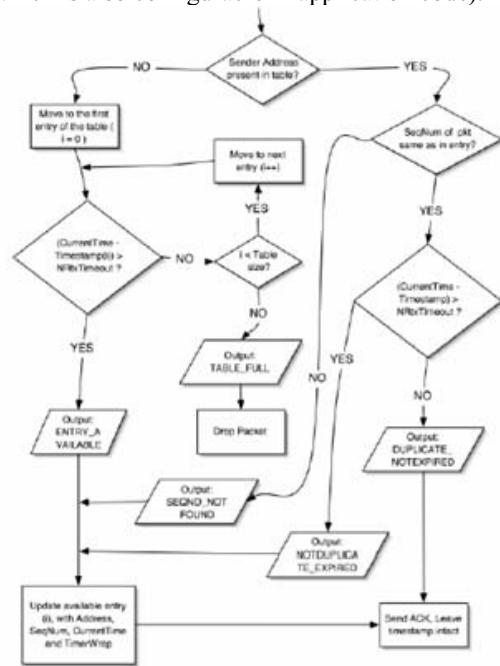 Sender Address
present in table?
NO
YES
Move to the first
entry of the table (
i = 0 )
SeqNum of pkt
same as in entry?
Move to next
entry (i++)
YES
YES
(CurrentTime -
Timestamp(i)) >
NRtxTimeout ?
NO
i < Table
size?
(CurrentTime -
Timestamp) >
NRtxTimeout ?
NO
YES
Output:
TABLE_FULL
YES
NO
NO
Output:
ENTRY_A
VAILABLE
Drop Packet
Output:
DUPLICATE_
NOTEXPIRED
Output:
SEQNO_NOT
FOUND
Output:
NOTDUPLICA
TE_EXPIRED
Update available entry
(i), with Address,
SeqNum, CurrentTime
and TimerWrap
Send ACK, Leave
timestamp intact